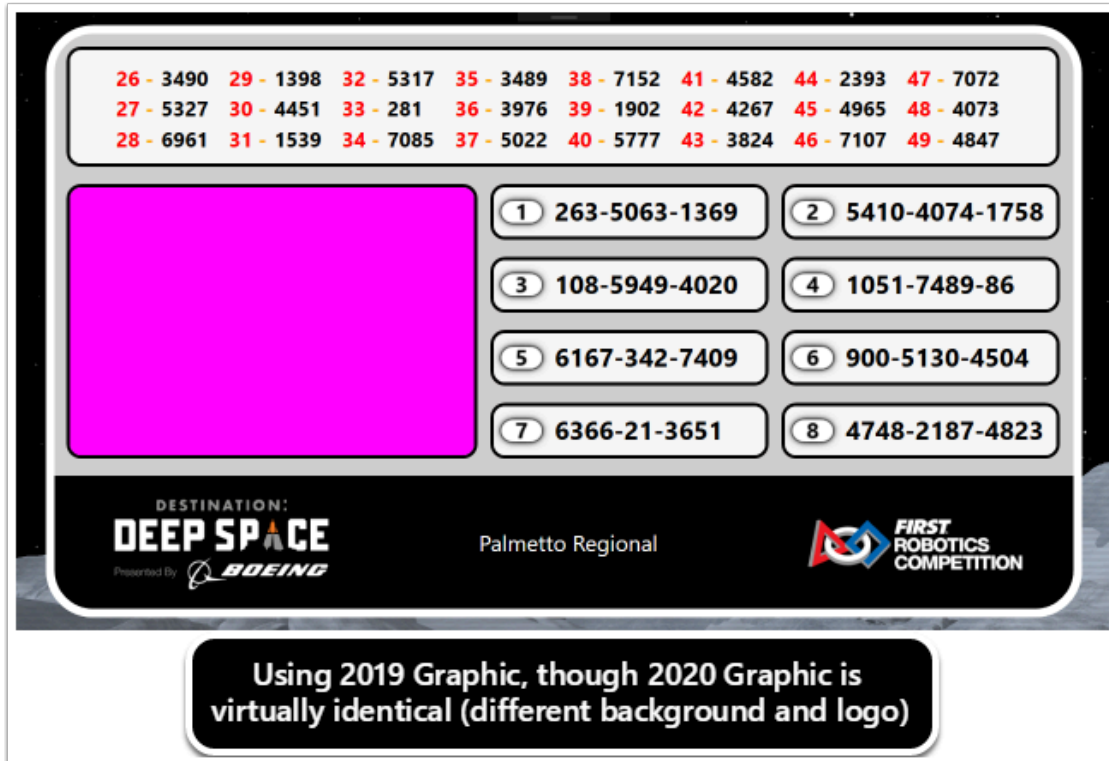 26 - 3490 29 - 1398 32 - 5317 35 - 3489 38 - 7152 41 - 4582 44 - 2393 47 - 7072
27 - 5327 30 - 4451 33 - 281 36 - 3976 39 - 1902 42 - 4267 45 - 4965 48 - 4073
28 - 6961 31 - 1539 34 - 7085 37 - 5022 40 - 5777 43 - 3824 46 - 7107 49 - 4847
1 263-5063-1369
2 5410-4074-1758
3 108-5949-4020
4 1051-7489-86
5 6167-342-7409
6 900-5130-4504
7 6366-21-3651
8 4748-2187-4823
DESTINATION:
DEEP SPACE
Presented By BOEING
Palmetto Regional
FIRST
ROBOTICS
COMPETITION
Using 2019 Graphic, though 2020 Graphic is
virtually identical (different background and logo)